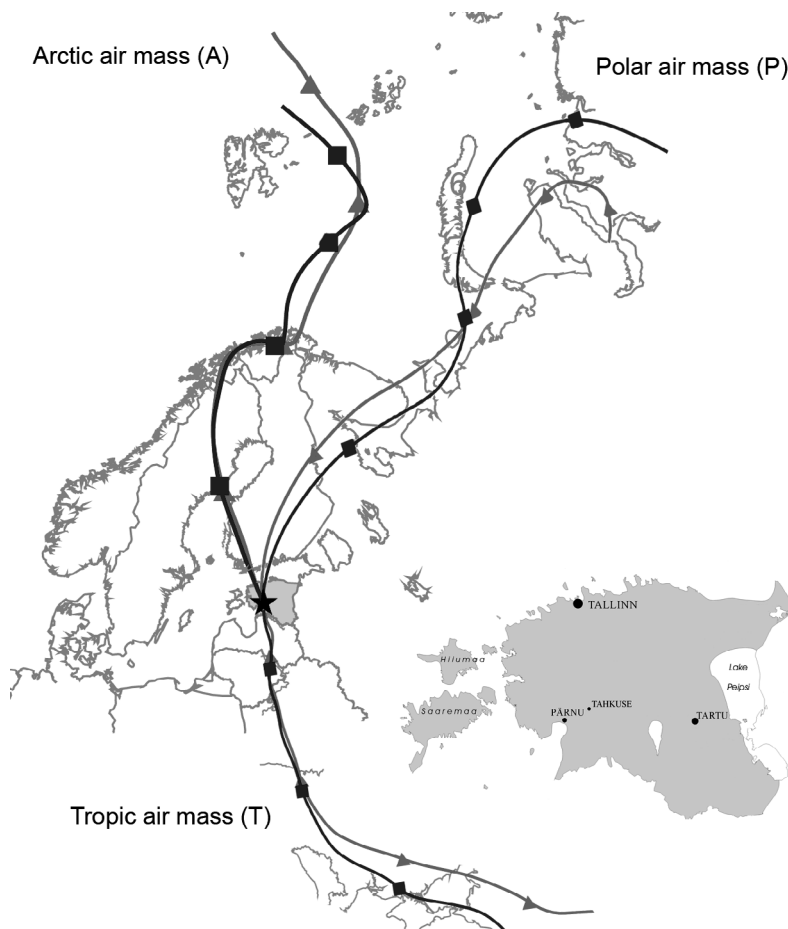 Arctic air mass (A)
Polar air mass (P)
TALLINN
Hiiumaa
Lake
Peipsi
Saaremaa
TAHKUSE
PÄRNU
TARTU
Tropic air mass (T)